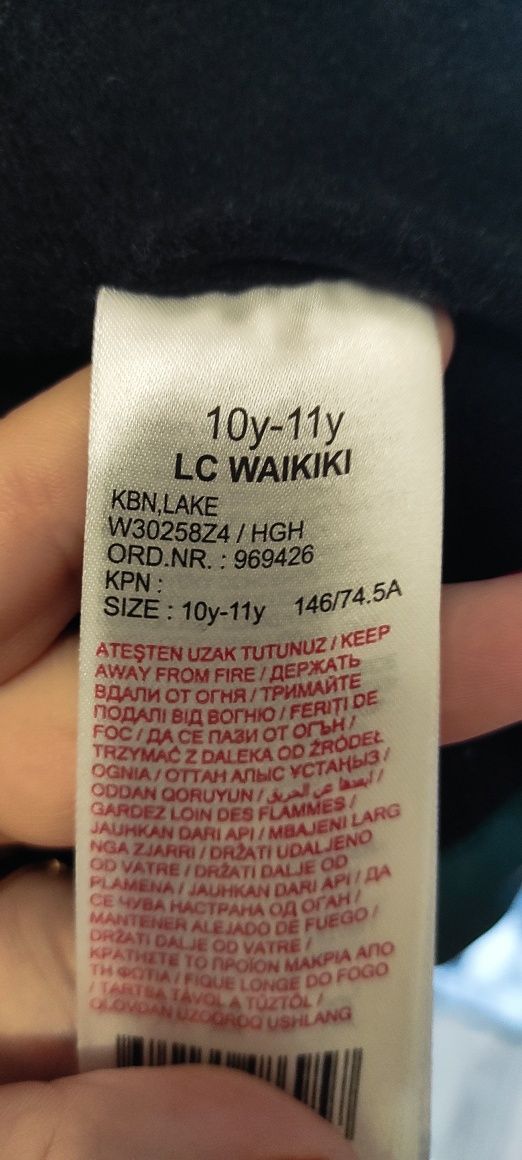 10y-11y
LC WAIKIKI
KBN,LAKE
W30258Z4 / HGH
ORD.NR. : 969426
KPN :
SIZE : 10y-11y 146/74.5A
ATEŞTEN UZAK TUTUNUZ / KEEP
AWAY FROM FIRE / ДЕРЖАТЬ
ВДАЛИ ОТ ОГНЯ / ТРИМАЙТЕ
ПОДАЛІ ВІД ВОГНЮ / FERIȚI DE
FOC / ДА СЕ ПАЗИ ОТ ОГЪН /
TRZYMAĆ Z DALEKA OD ŹRÓDEŁ
OGNIA / ОТТАН АЛЫС ҰСТАҢЫЗ /
ODDAN QORUYUN / أبسطها عن الحريق /
GARDEZ LOIN DES FLAMMES /
JAUHKAN DARI API / MBAJENI LARG
NGA ZJARRI / DRŽATI UDALJENO
OD VATRE / DRŽATI DALJE OD
PLAMENA / JAUHKAN DARI API / ДА
СЕ ЧУВА НАСТРАНА ОД ОГАН /
MANTENER ALEJADO DE FUEGO /
DRŽATI DALJE OD VATRE /
ΚΡΑΤΗΣΤΕ ΤΟ ΠΡΟΪΟΝ ΜΑΚΡΙΑ ΑΠΟ
ΤΗ ΦΩΤΙΑ / FIQUE LONGE DO FOGO
/ TARTSA TÁVOL A TŰZTŐL /
OLOVDAN UZOQROQ USHLANG